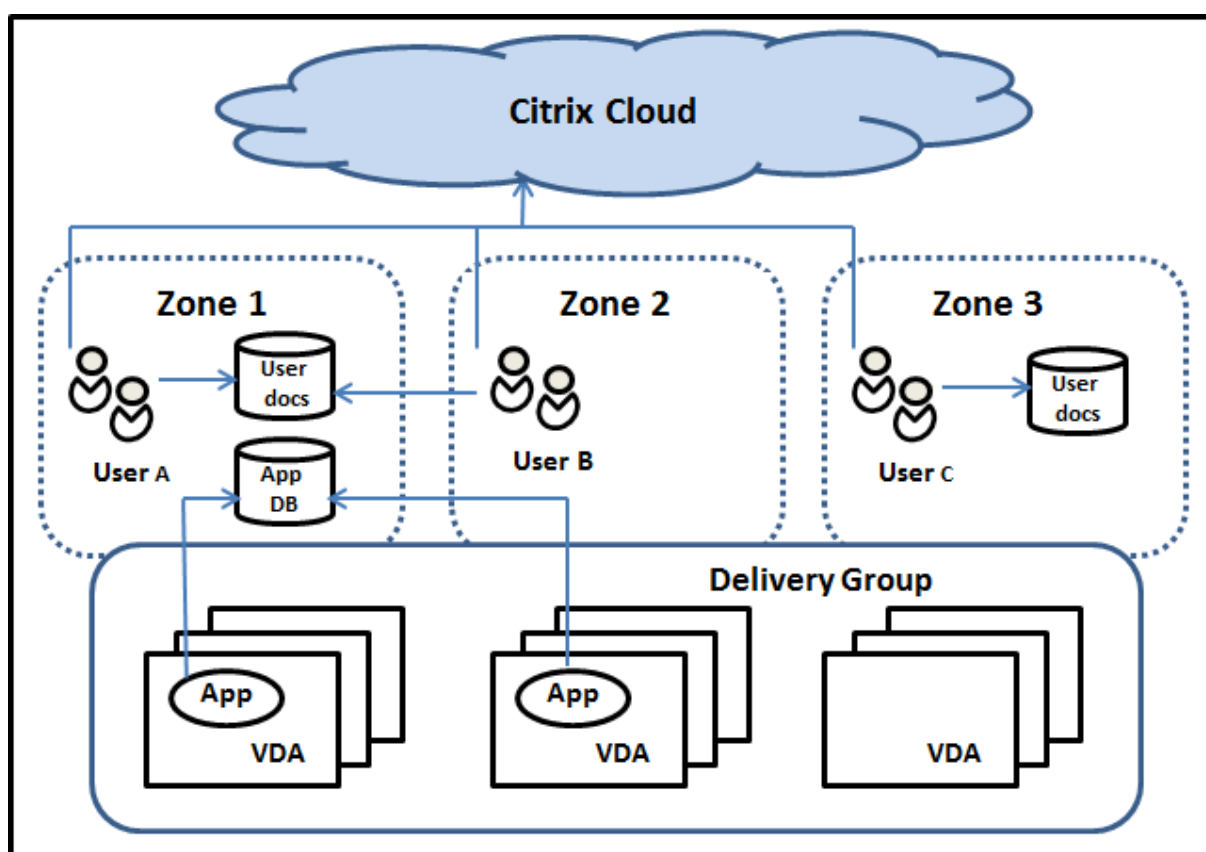 Citrix Cloud
Zone 1
Zone 2
Zone 3
User
docs
User A
App
DB
User B
User
docs
User C
Delivery Group
App
VDA
App
VDA
VDA